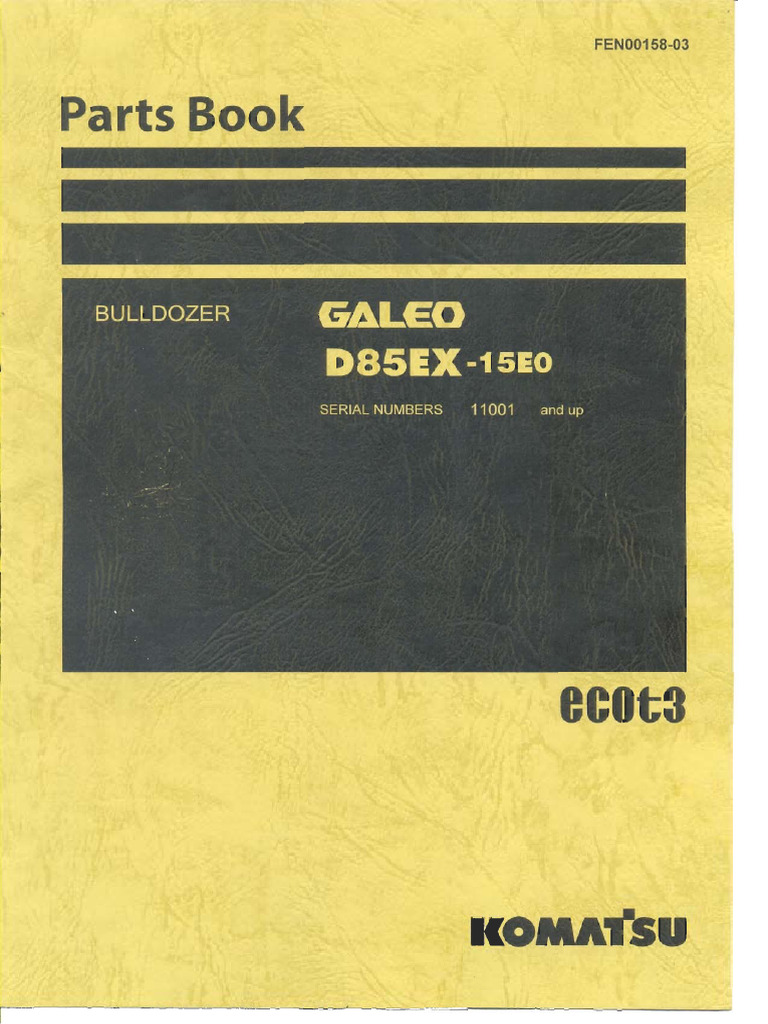 FEN00158-03
Parts Book
BULLDOZER
GALEO
D85EX-15E0
SERIAL NUMBERS 11001 and up
ecot3
KOMATSU